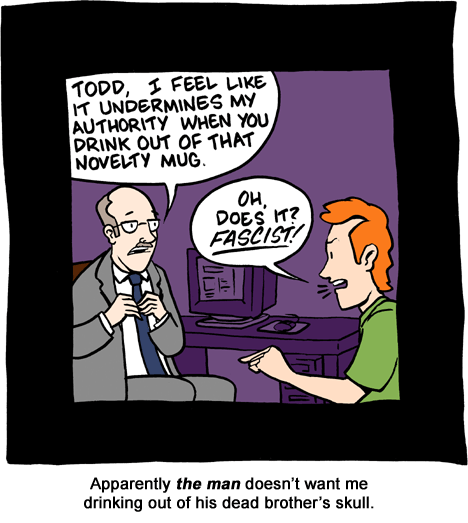 TODD, I FEEL LIKE
IT UNDERMINES MY
AUTHORITY WHEN YOU
DRINK OUT OF THAT
NOVELTY MUG.
OH,
DOES IT?
FASCIST!
Apparently the man doesn't want me
drinking out of his dead brother's skull.